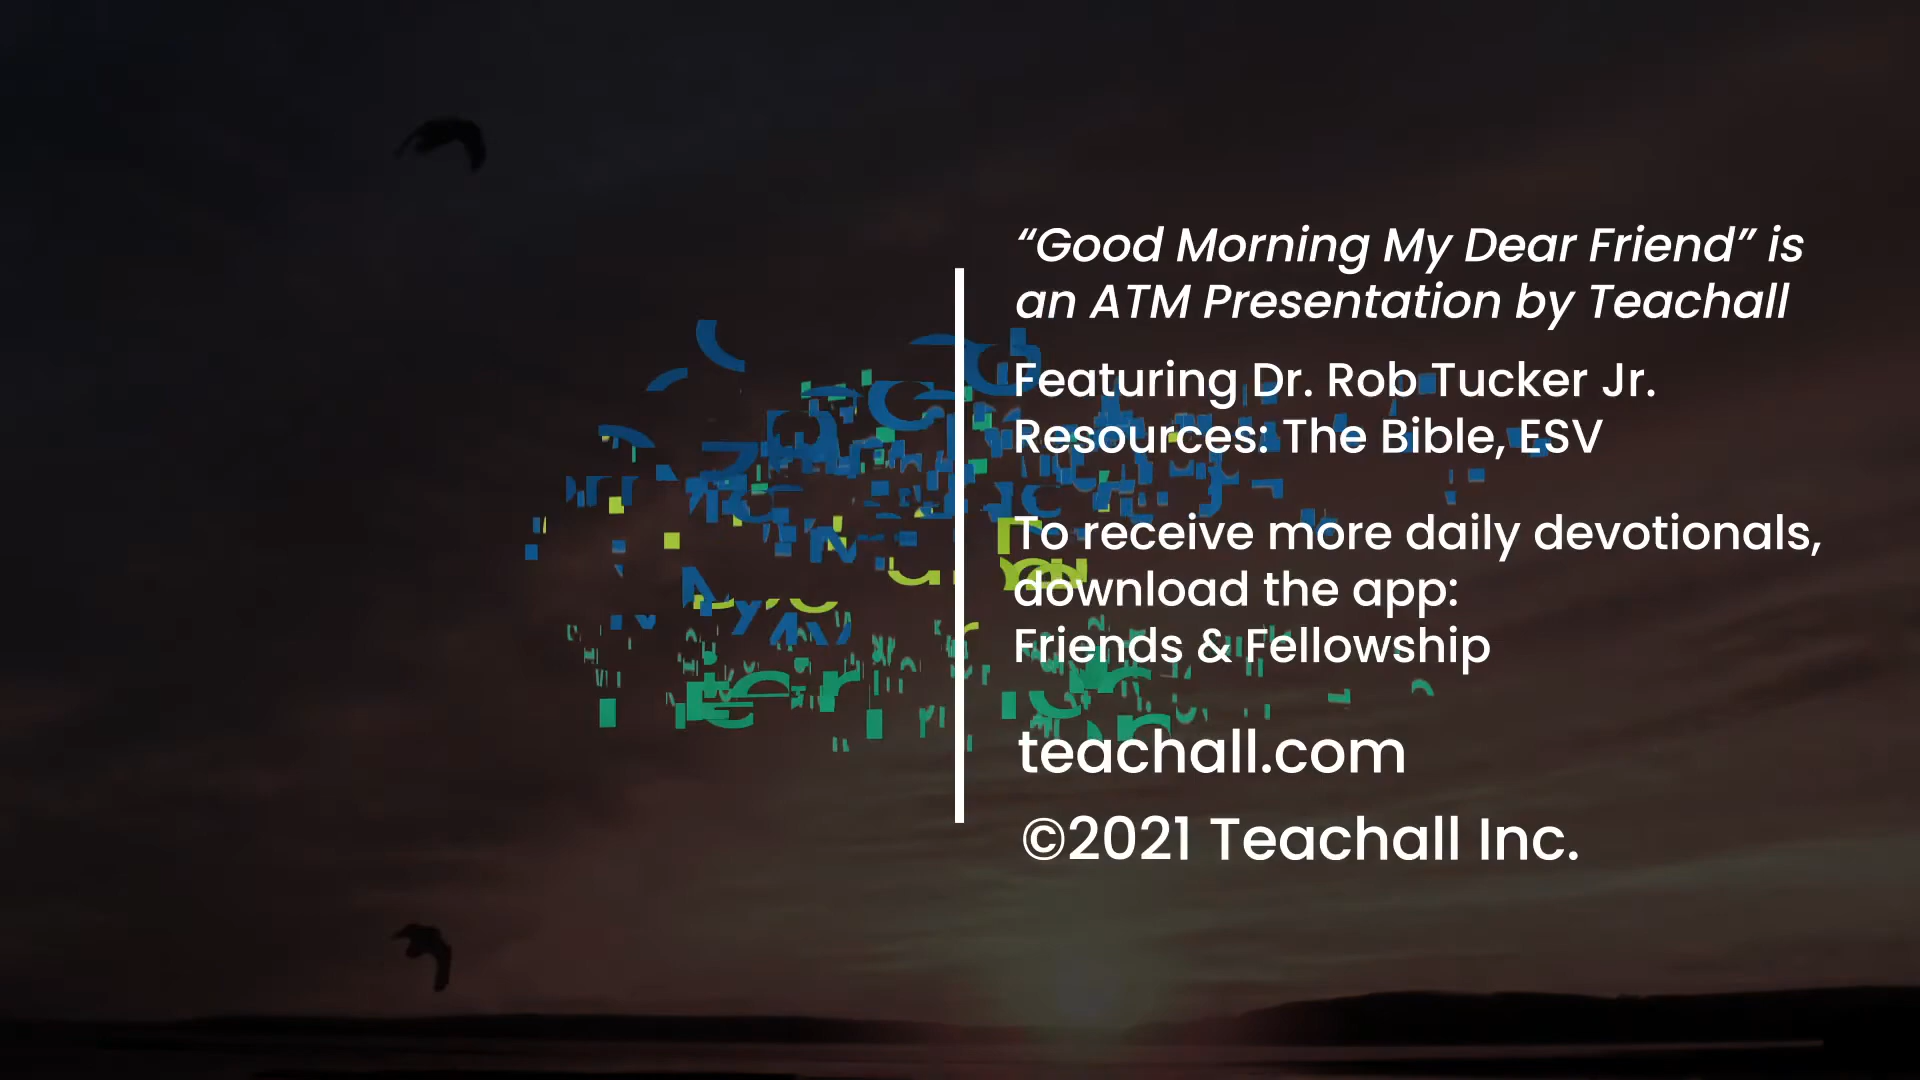 “Good Morning My Dear Friend” is
an ATM Presentation by Teachall
Featuring Dr. Rob Tucker Jr.
Resources: The Bible, ESV
To receive more daily devotionals,
download the app:
Friends & Fellowship
teachall.com
©2021 Teachall Inc.